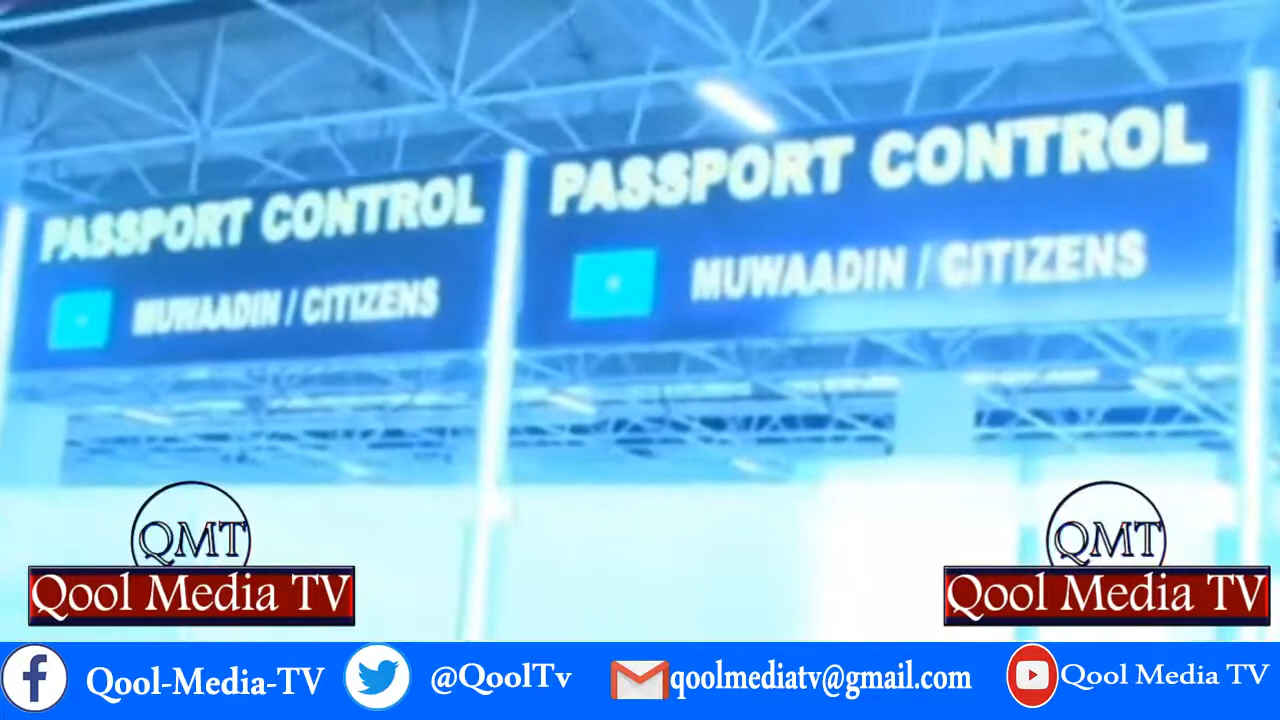 PASSPORT CONTROL
MUWAADIN / CITIZENS
PASSPORT CONTROL
MUWAADIN / CITIZENS
QMT
Qool Media TV
QMT
Qool Media TV
Qool-Media-TV
@QoolTv
qoolmediatv@gmail.com
Qool Media TV